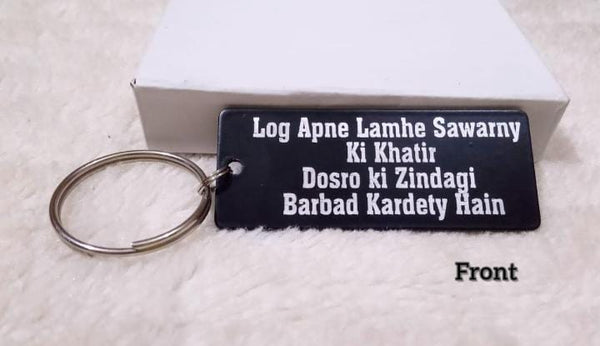 Log Apne Lamhe Sawarny
Ki Khatir
Dosro ki Zindagi
Barbad Kardety Hain
Front